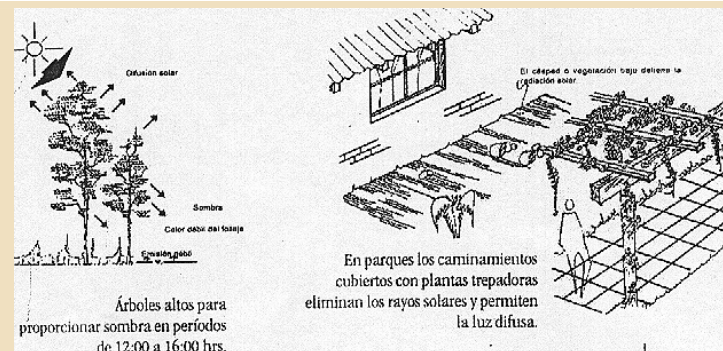 Difusión solar
Sombra
Calor débil del follaje
Emisión débil
Árboles altos para
proporcionar sombra en períodos
de 12:00 a 16:00 hrs.
El césped o vegetación baja detiene la
radiación solar.
En parques los caminamientos
cubiertos con plantas trepadoras
eliminan los rayos solares y permiten
la luz difusa.